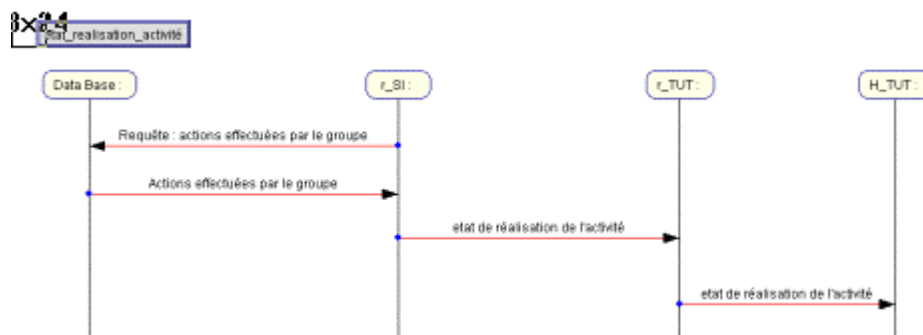 etat_realisation_activité
Data Base :
r_SI :
r_TUT :
H_TUT :
Requête : actions effectuées par le groupe
Actions effectuées par le groupe
etat de réalisation de l'activité
etat de réalisation de l'activité